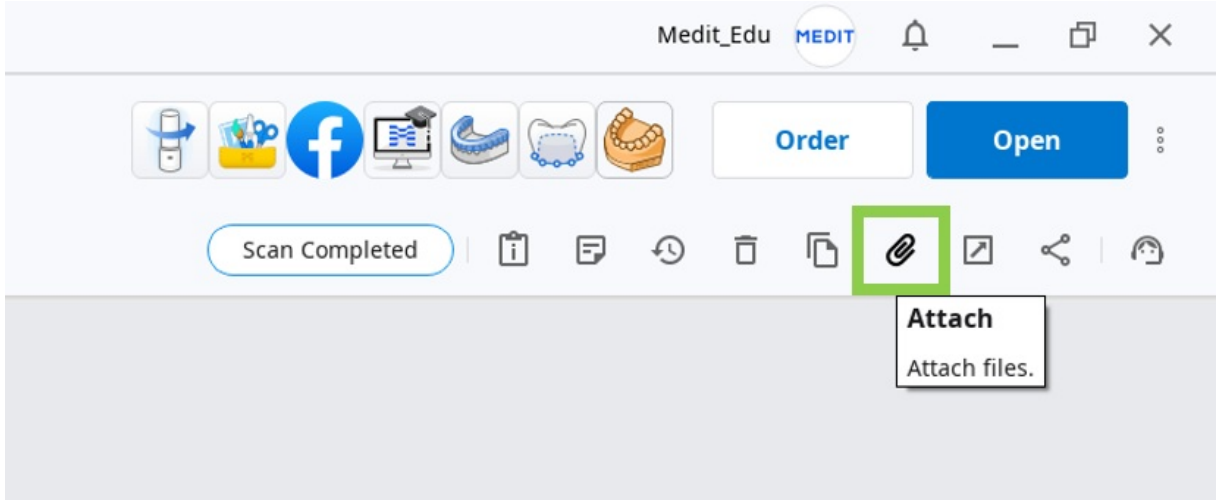 Medit_Edu MEDIT
Order Open
Scan Completed
Attach
Attach files.